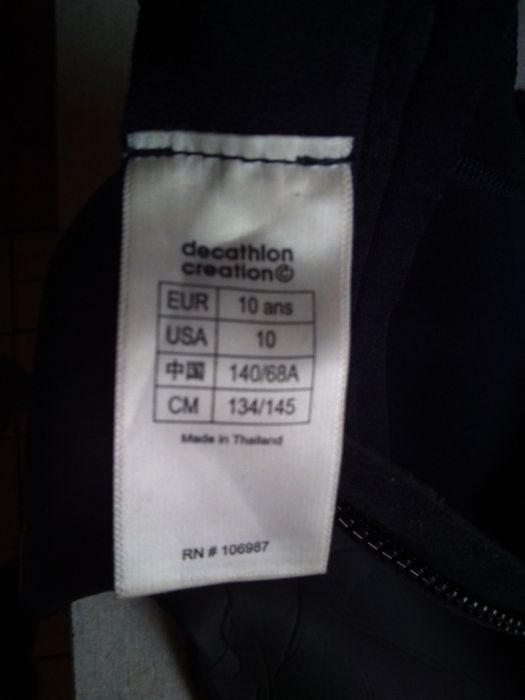 decathlon
creation©
EUR 10 ans
USA 10
中国 140/68A
CM 134/145
Made in Thailand
RN # 106987